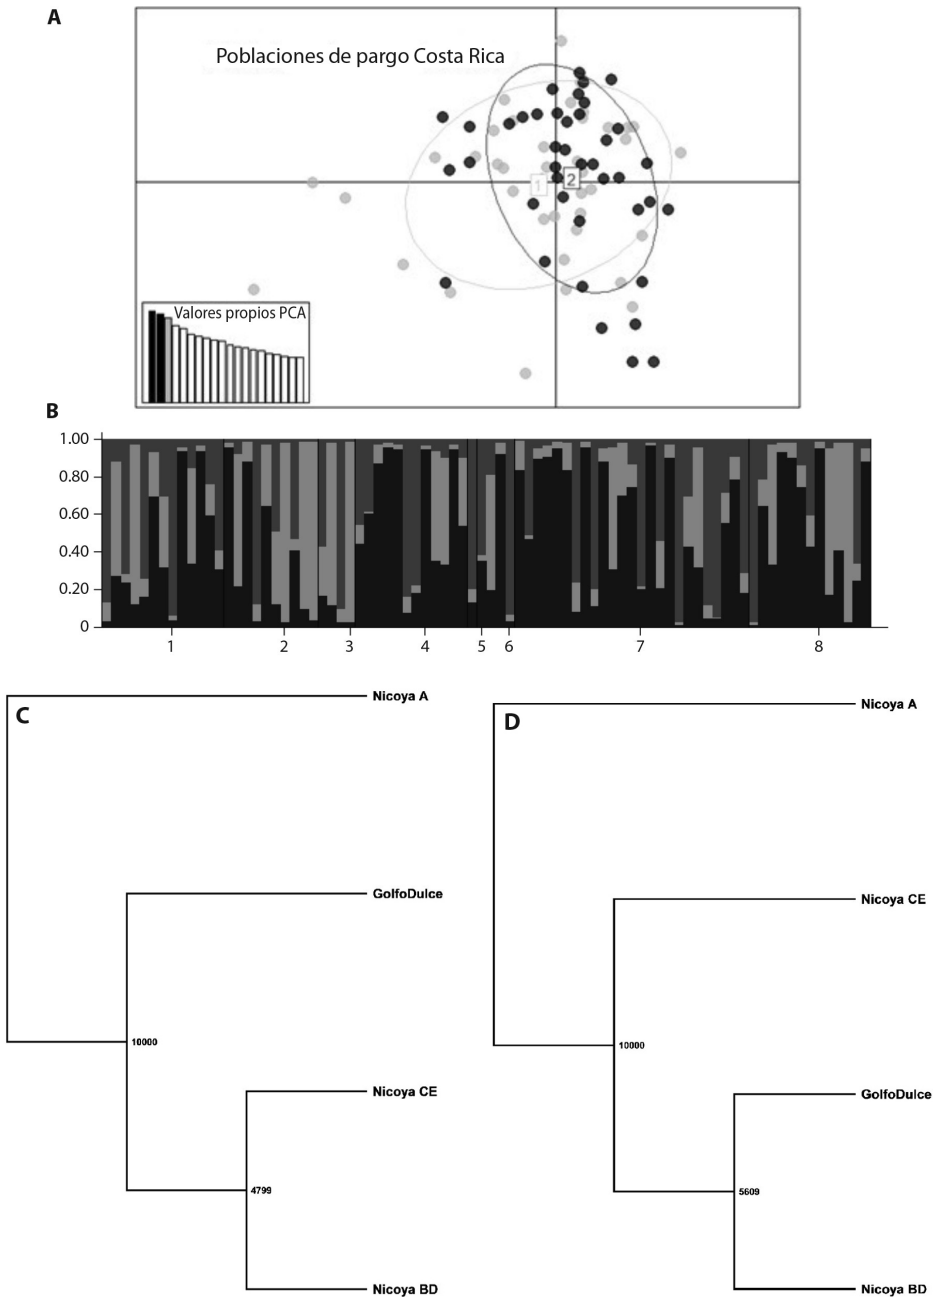 A
Poblaciones de pargo Costa Rica
1
2
Valores propios PCA
B
1.00
0.80
0.60
0.40
0.20
0
1 2 3 4 5 6 7 8
C
Nicoya A
GolfoDulce
10000
Nicoya CE
4799
Nicoya BD
D
Nicoya A
Nicoya CE
10000
GolfoDulce
5609
Nicoya BD